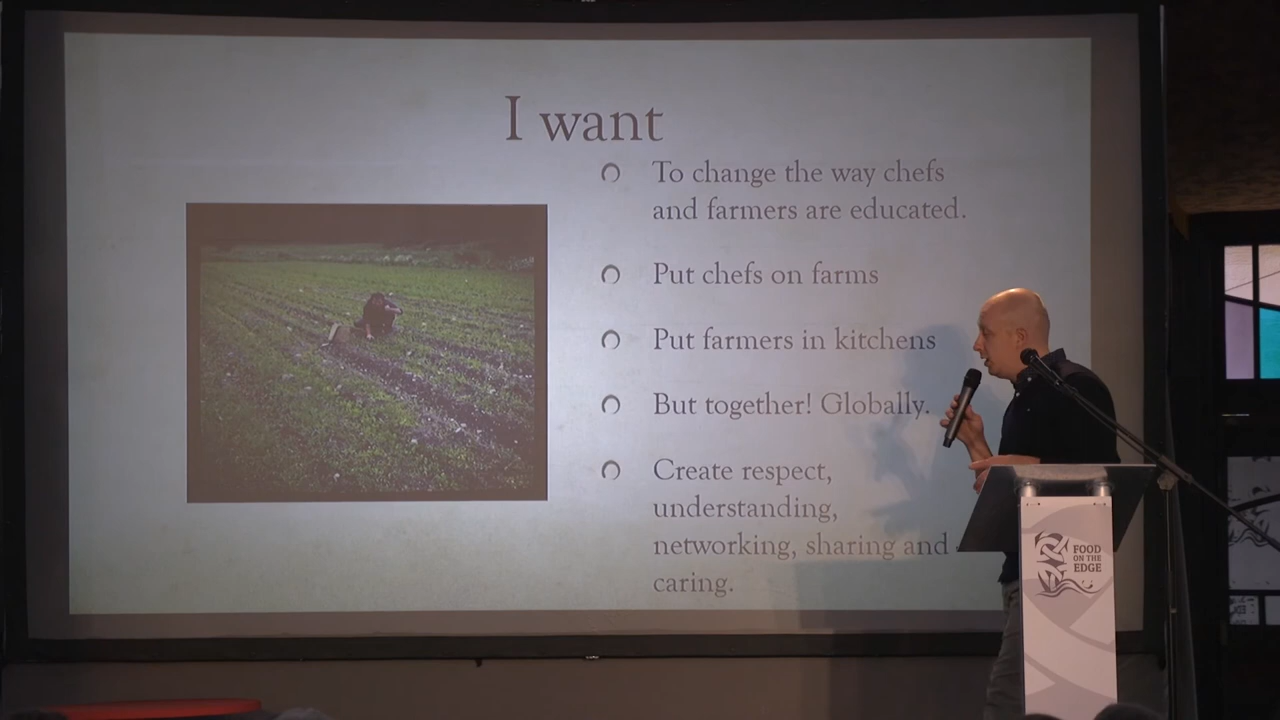 I want
To change the way chefs
and farmers are educated.
Put chefs on farms
Put farmers in kitchens
But together! Globally.
Create respect,
understanding,
networking, sharing and
caring.
FOOD
ON THE
EDGE